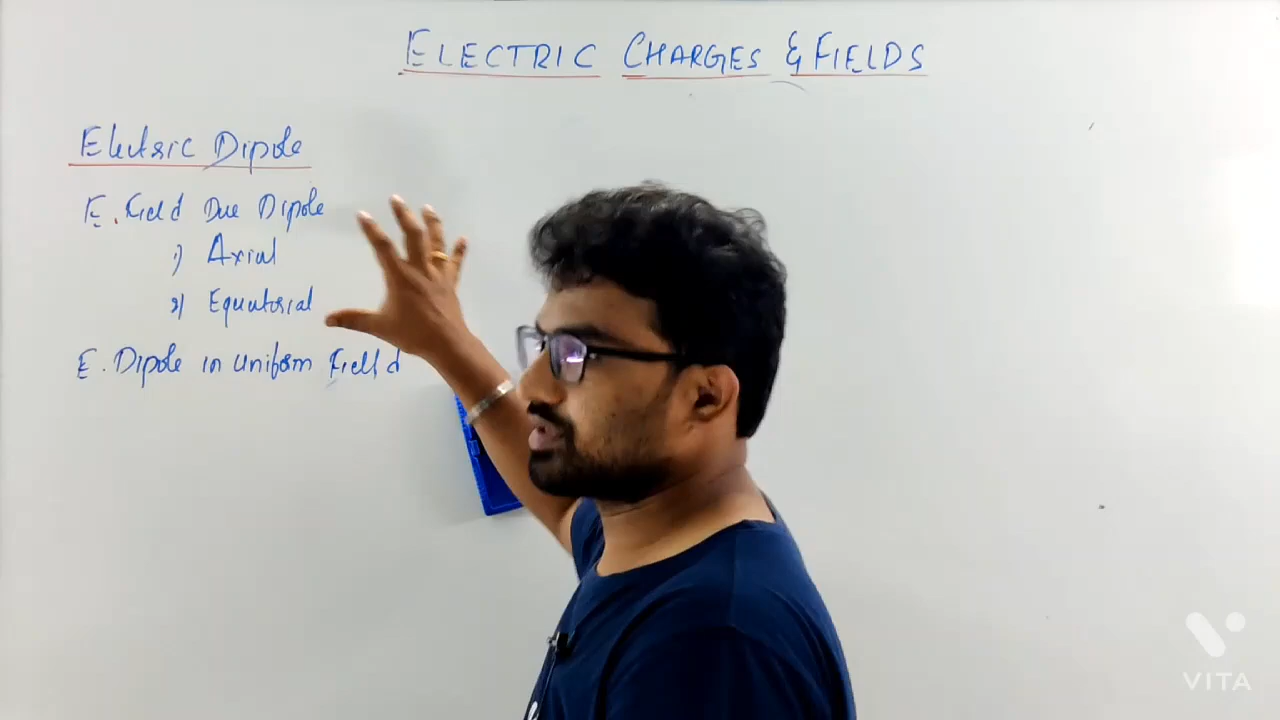 ELECTRIC CHARGES & FIELDS
Electric Dipole
E. Field Due Dipole
1) Axial
2) Equatorial
E. Dipole in Uniform Field
VITA